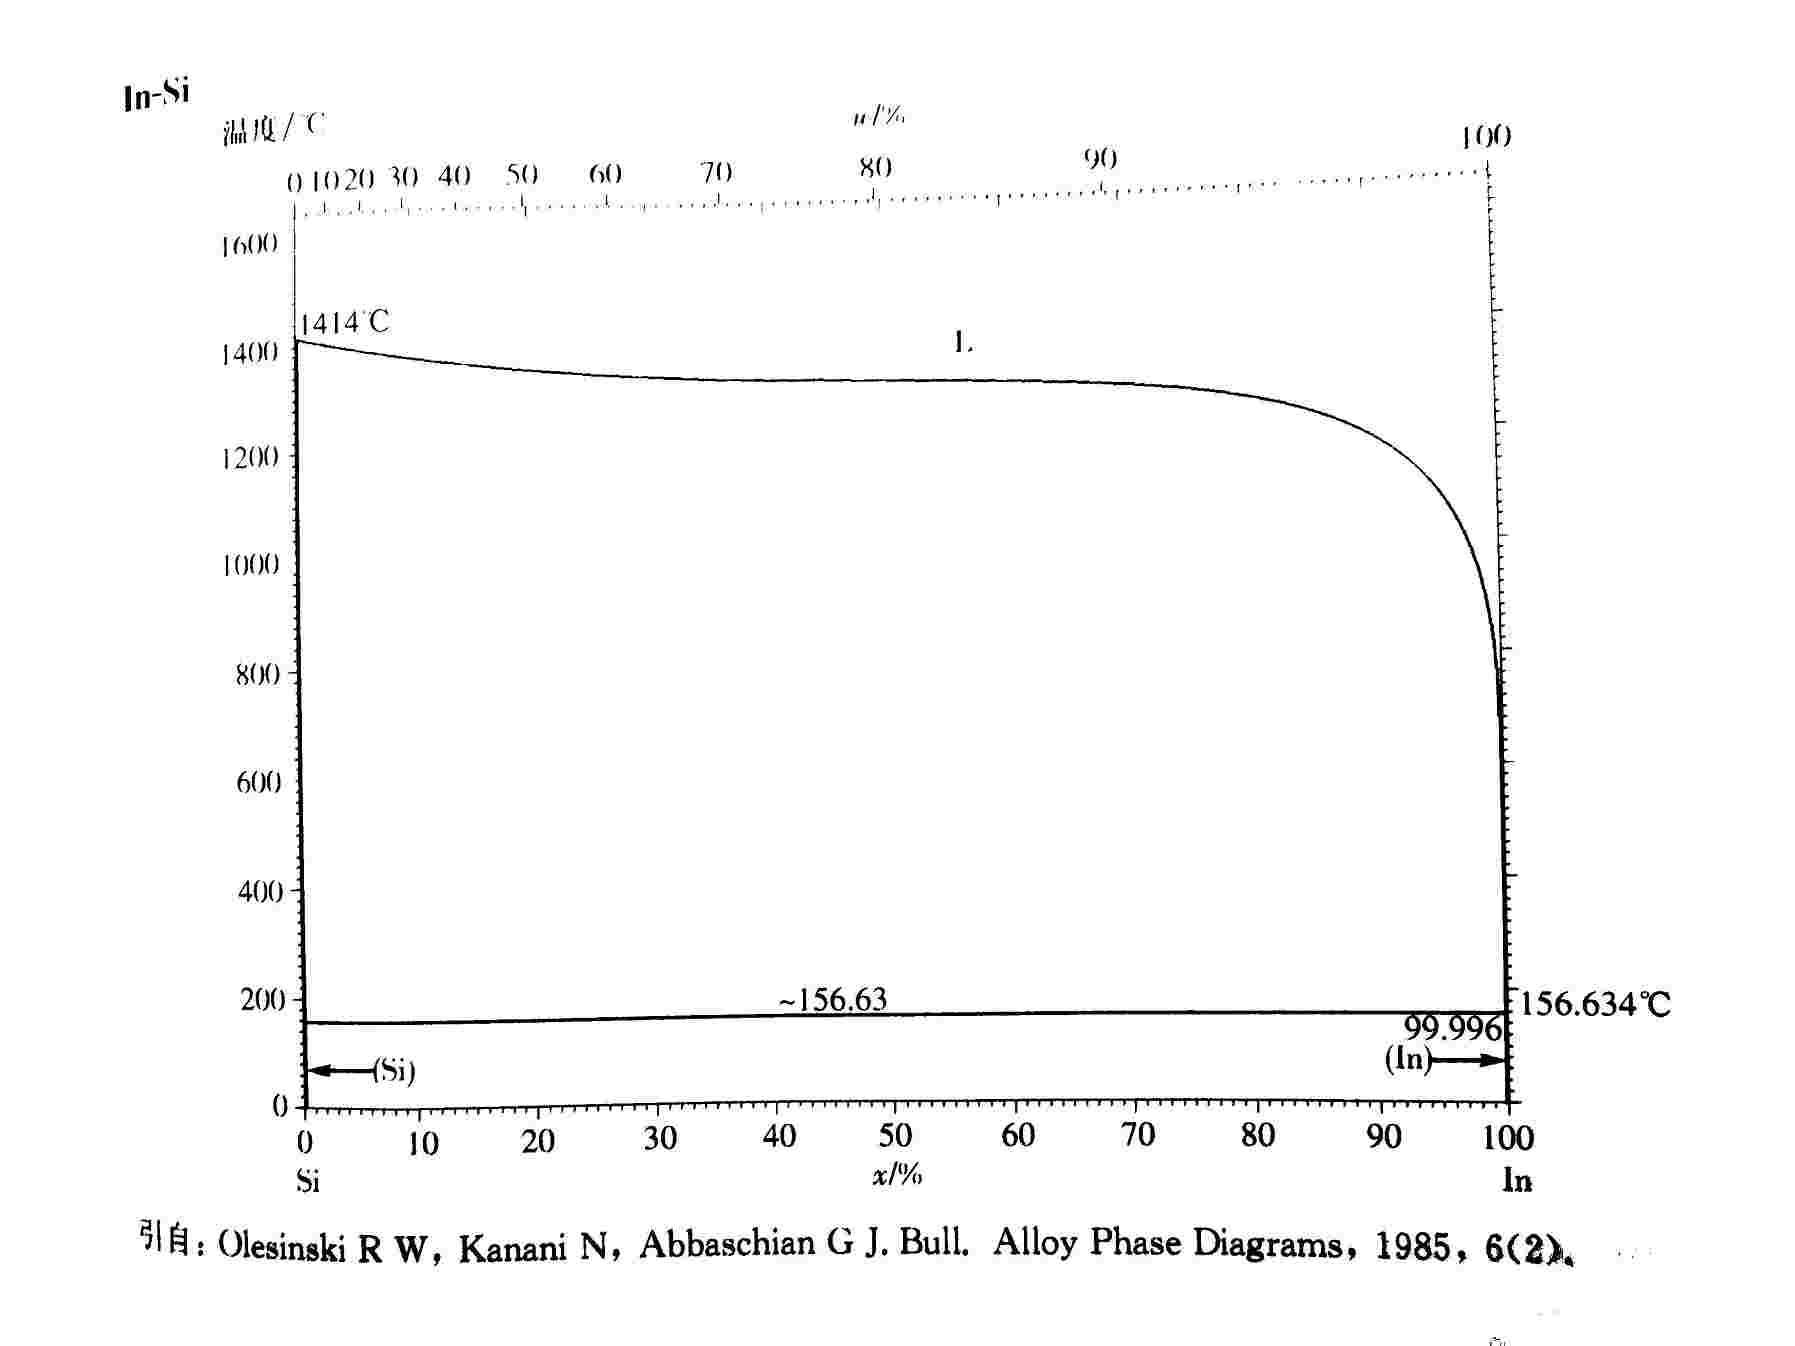 In-Si
温度/℃
0 10 20 30 40 50 60 70 80 90 100
1600
1414℃
1400
L
1200
1000
800
600
400
200
~156.63
156.634℃
99.996
(Si)
(In)
0
0 10 20 30 40 50 60 70 80 90 100
Si
x/%
In
引自: Olesinski R W, Kanani N, Abbaschian G J. Bull. Alloy Phase Diagrams, 1985, 6(2).